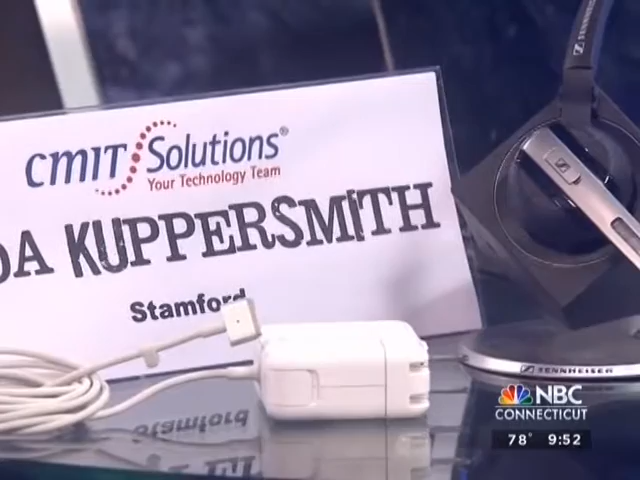 CMIT Solutions®
Your Technology Team
DA KUPPERSMITH
Stamford
SENNHEISER
NBC
CONNECTICUT
78° 9:52